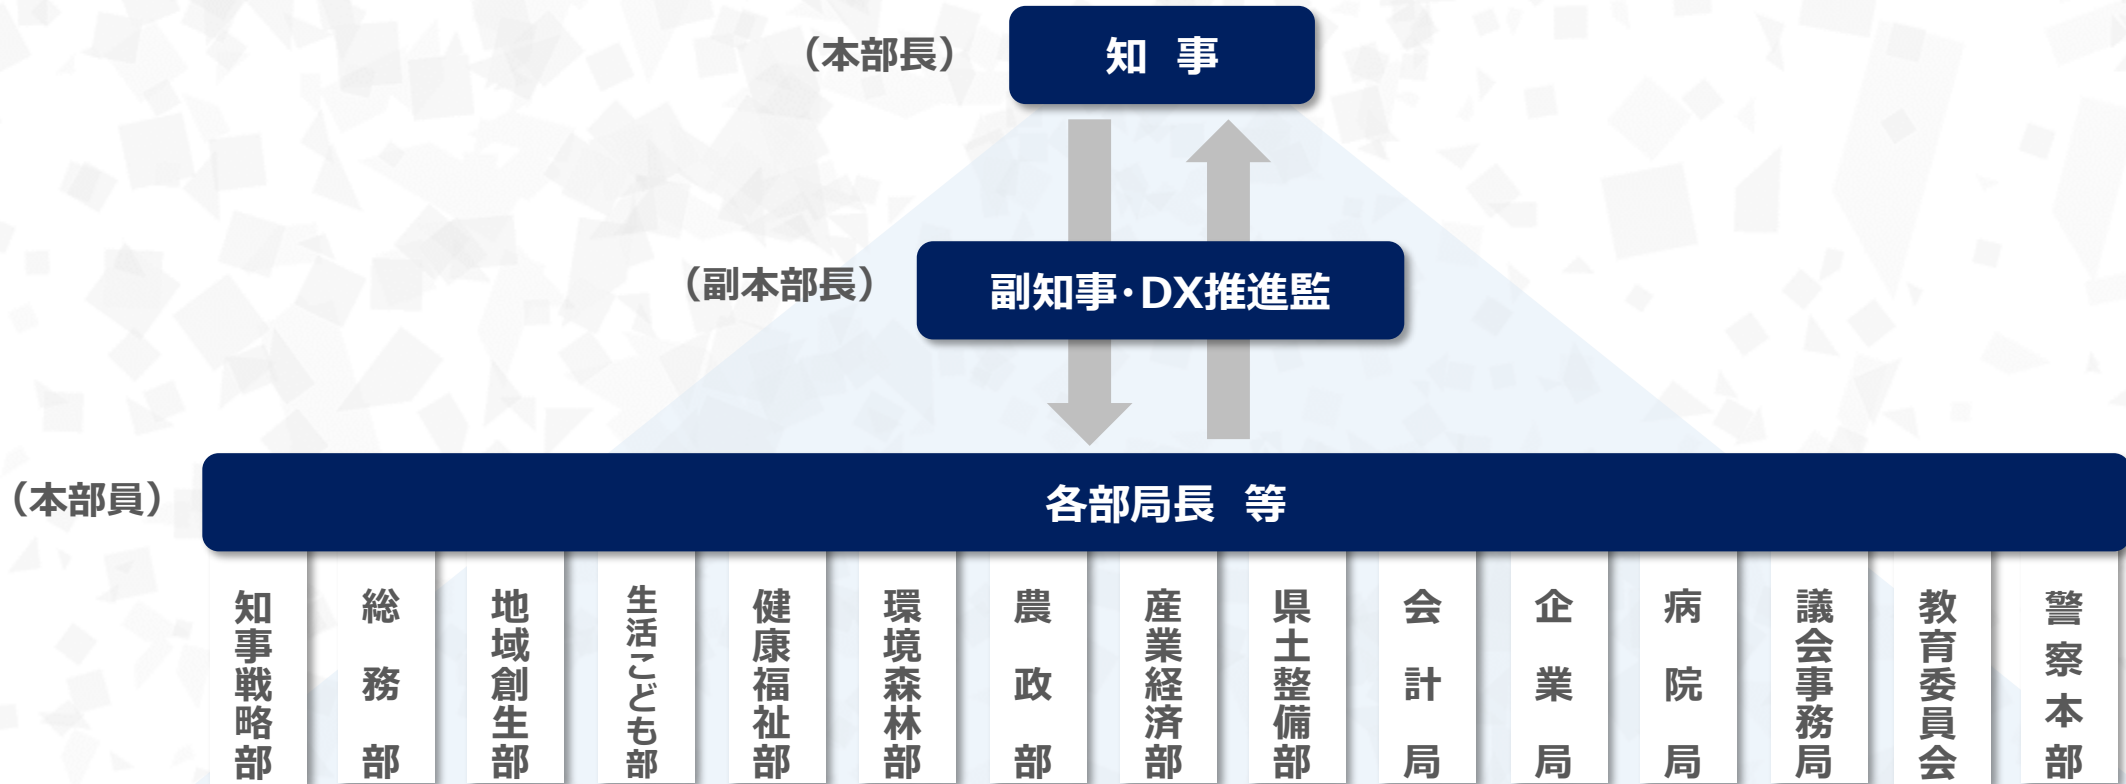 （本部長）
知　事
（副本部長）
副知事・DX推進監
（本部員）
各部局長　等
知事戦略部
総務部
地域創生部
生活こども部
健康福祉部
環境森林部
農政部
産業経済部
県土整備部
会計局
企業局
病院局
議会事務局
教育委員会
警察本部